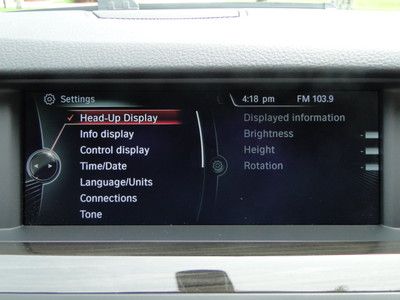 Settings
4:18 pm FM 103.9
Head-Up Display
Info display
Control display
Time/Date
Language/Units
Connections
Tone
Displayed information
Brightness
Height
Rotation